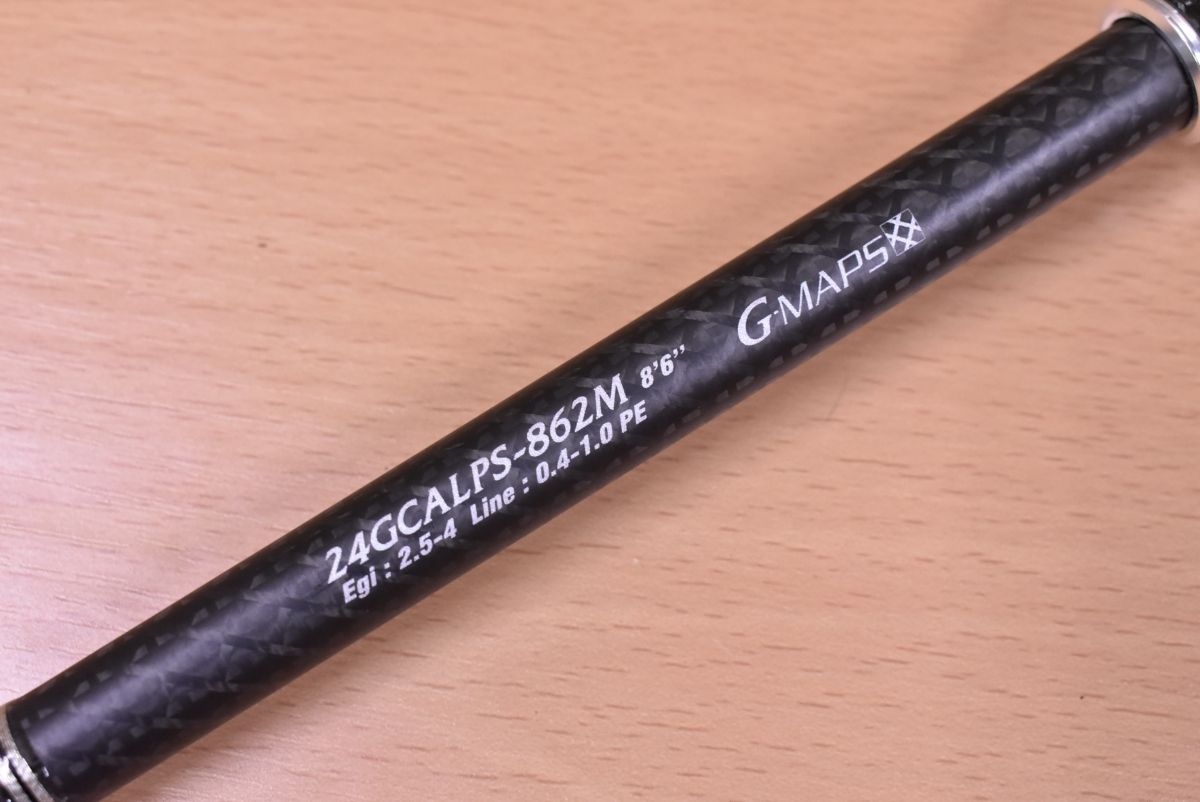 24GCALPS-862M 8'6"
Egi : 2.5-4 Line : 0.4-1.0 PE
G-MAPS